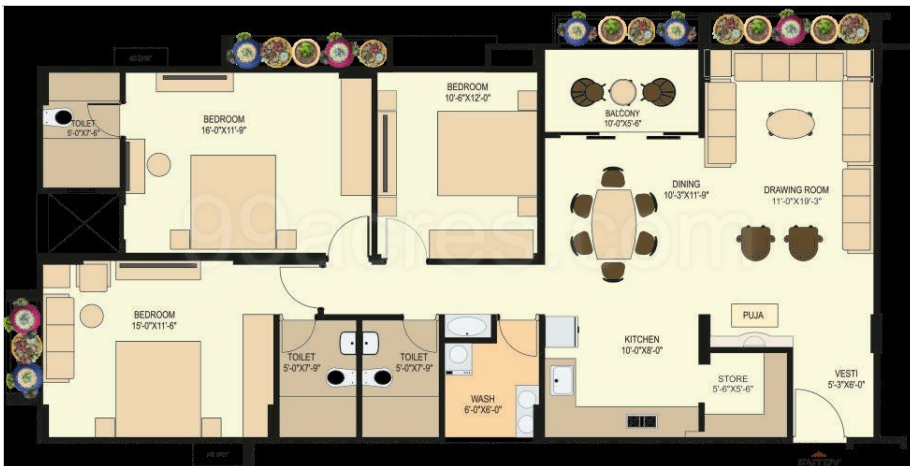 BEDROOM
10'-6"X12'-0"
BALCONY
10'-0"X5'-6"
TOILET
5'-0"X7'-6"
BEDROOM
16'-0"X11'-9"
DINING
10'-3"X11'-9"
DRAWING ROOM
11'-0"X19'-3"
99acres.com
BEDROOM
15'-0"X11'-6"
PUJA
TOILET
5'-0"X7'-9"
TOILET
5'-0"X7'-9"
KITCHEN
10'-0"X8'-0"
WASH
6'-0"X6'-0"
STORE
5'-6"X5'-6"
VESTI
5'-3"X6'-0"
ENTRY